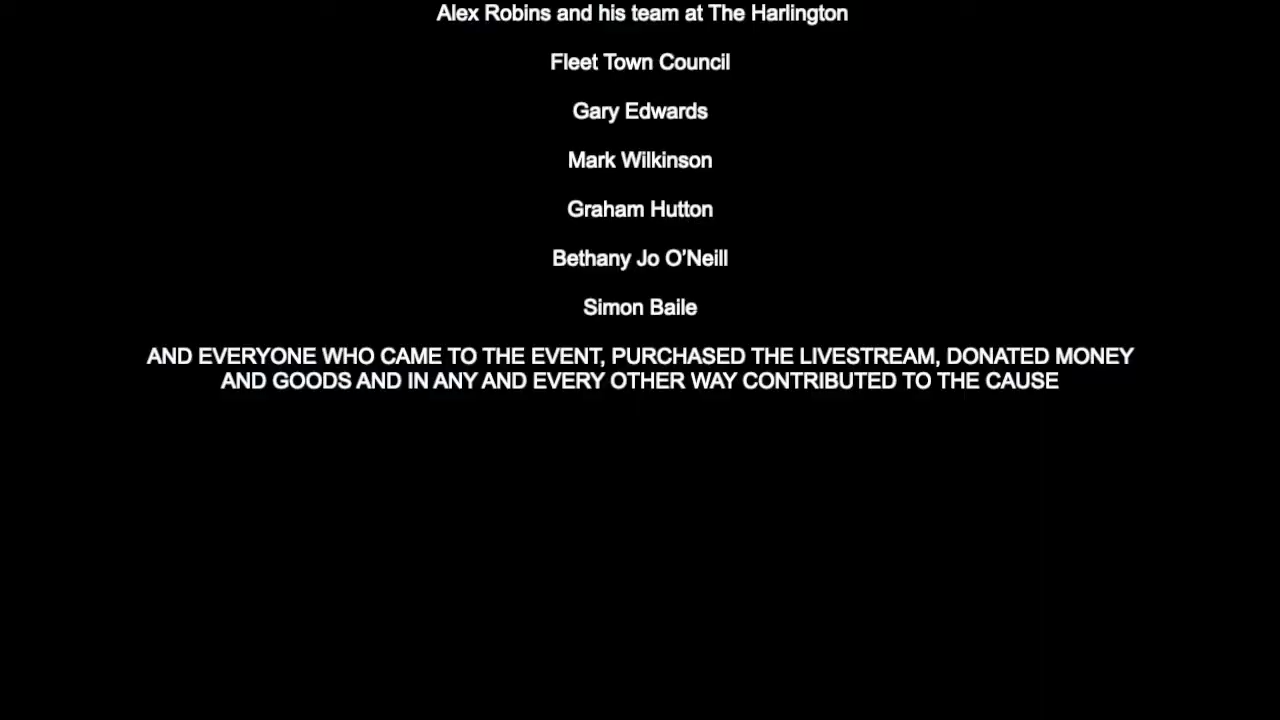 Alex Robins and his team at The Harlington
Fleet Town Council
Gary Edwards
Mark Wilkinson
Graham Hutton
Bethany Jo O’Neill
Simon Baile
AND EVERYONE WHO CAME TO THE EVENT, PURCHASED THE LIVESTREAM, DONATED MONEY
AND GOODS AND IN ANY AND EVERY OTHER WAY CONTRIBUTED TO THE CAUSE